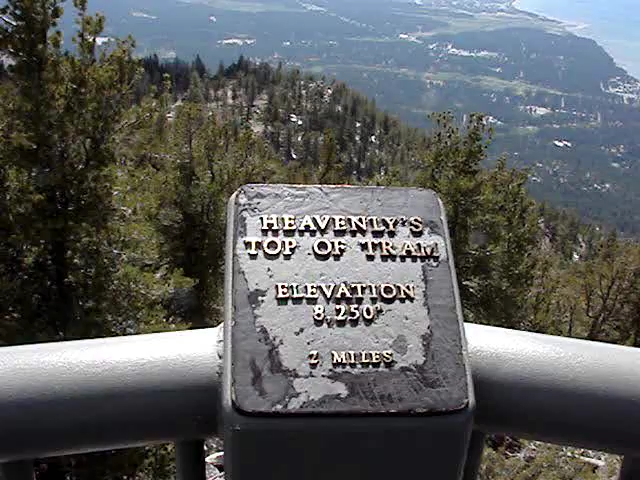 HEAVENLY'S
TOP OF TRAM
ELEVATION
8,250'
2 MILES